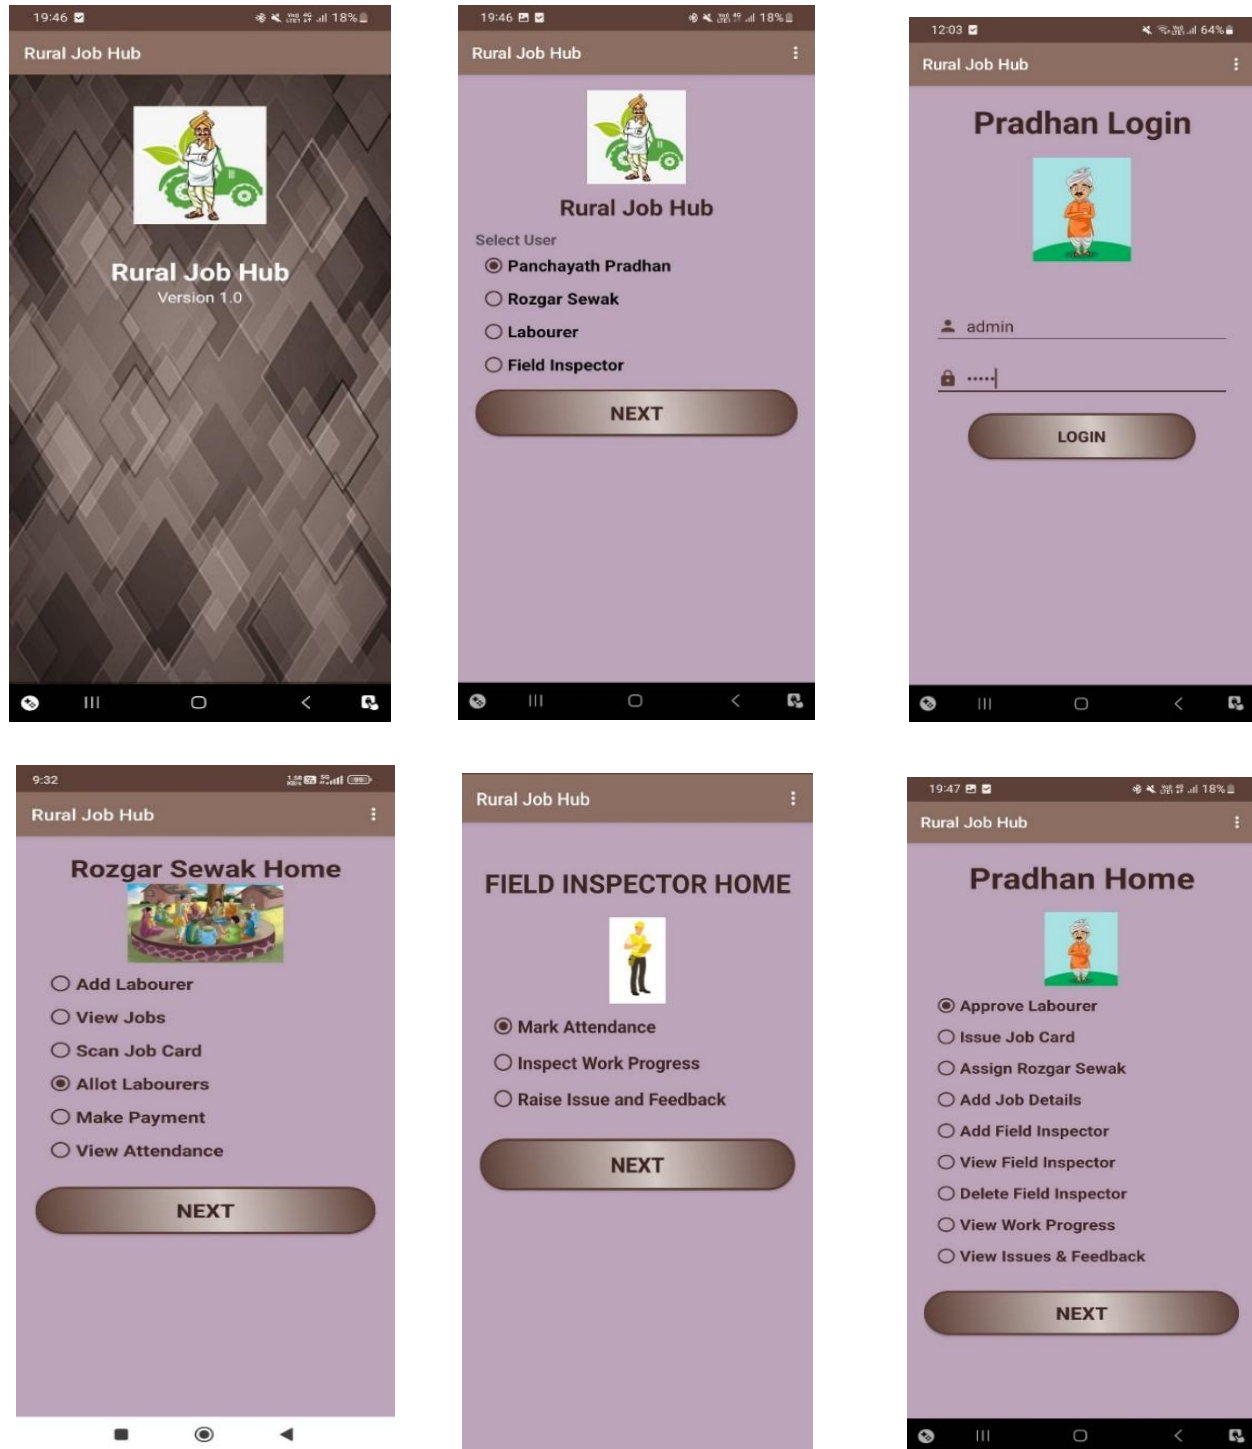 19:46
18%
Rural Job Hub
Rural Job Hub
Version 1.0
19:46
18%
Rural Job Hub
Rural Job Hub
Select User
Panchayath Pradhan
Rozgar Sewak
Labourer
Field Inspector
NEXT
12:03
64%
Rural Job Hub
Pradhan Login
admin
LOGIN
9:32
Rural Job Hub
Rozgar Sewak Home
Add Labourer
View Jobs
Scan Job Card
Allot Labourers
Make Payment
View Attendance
NEXT
Rural Job Hub
FIELD INSPECTOR HOME
Mark Attendance
Inspect Work Progress
Raise Issue and Feedback
NEXT
19:47
18%
Rural Job Hub
Pradhan Home
Approve Labourer
Issue Job Card
Assign Rozgar Sewak
Add Job Details
Add Field Inspector
View Field Inspector
Delete Field Inspector
View Work Progress
View Issues & Feedback
NEXT